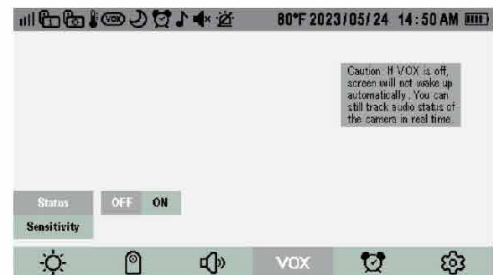 VOX 80°F 2023/05/24 14:50 AM
Caution: If VOX is off,
screen will not wake up
automatically. You can
still track audio status of
the camera in real time
Status OFF ON
Sensitivity
VOX